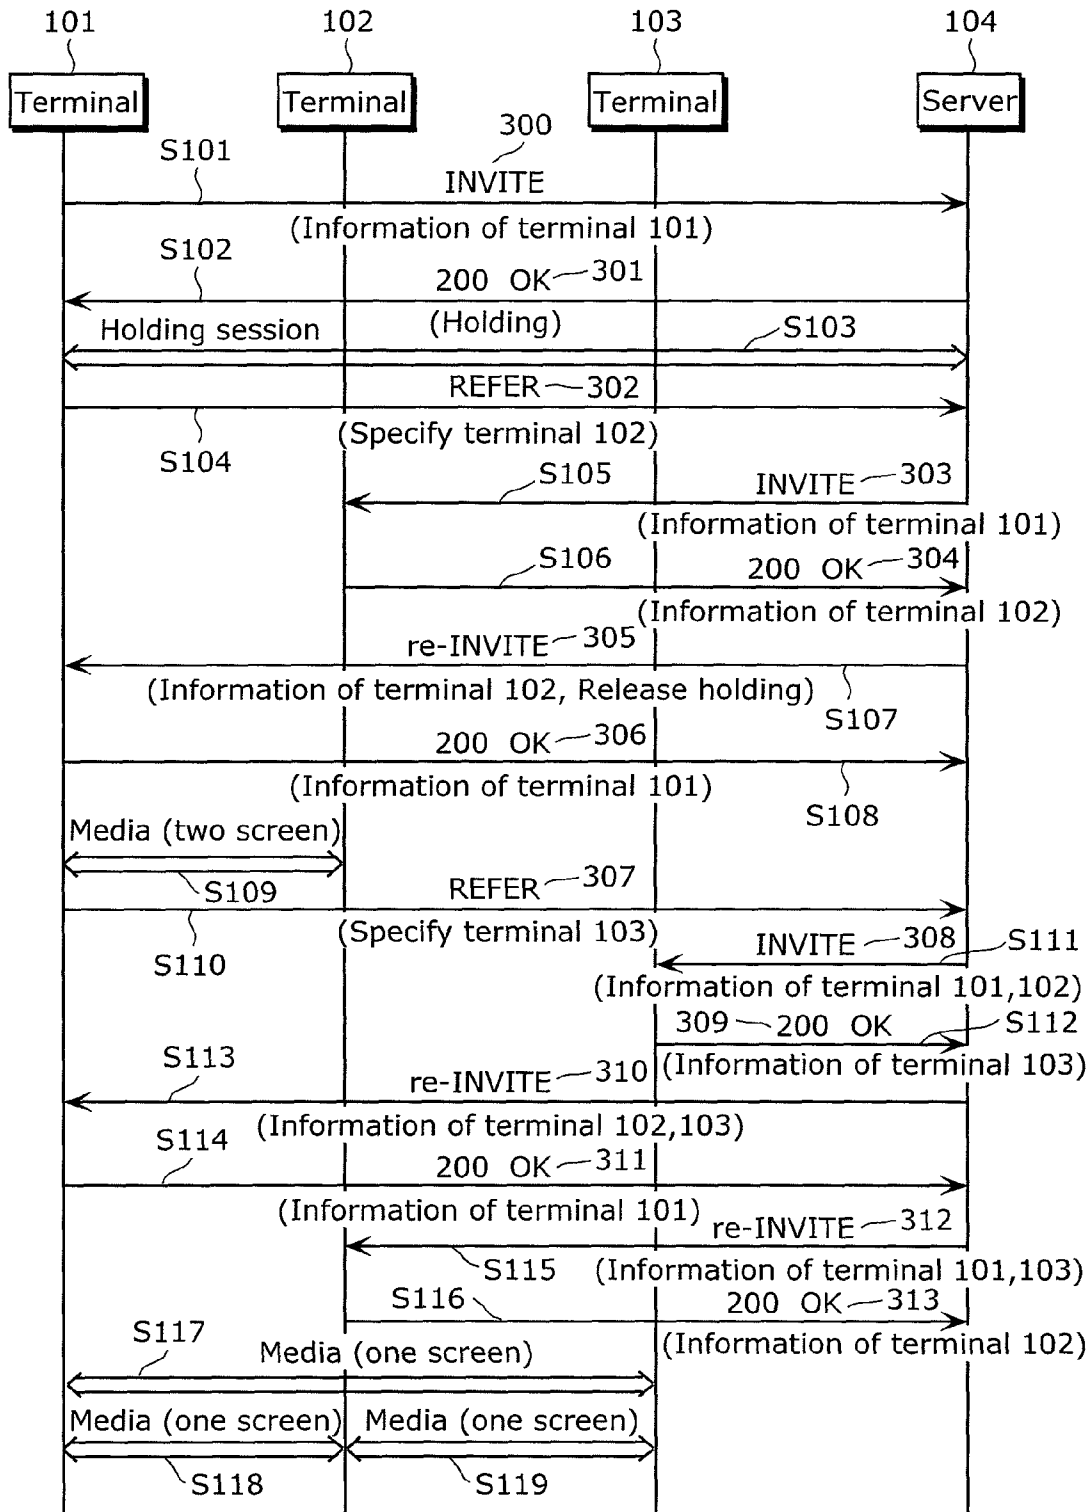 101 102 103 104
Terminal Terminal Terminal Server
300
S101
INVITE
(Information of terminal 101)
S102
200 OK 301
Holding session (Holding) S103
REFER 302
(Specify terminal 102)
S104
S105
INVITE 303
(Information of terminal 101)
S106
200 OK 304
(Information of terminal 102)
re-INVITE 305
(Information of terminal 102, Release holding)
S107
200 OK 306
(Information of terminal 101)
S108
Media (two screen)
S109
REFER 307
(Specify terminal 103)
S110
INVITE 308
S111
(Information of terminal 101,102)
309 200 OK S112
(Information of terminal 103)
S113
re-INVITE 310
(Information of terminal 102,103)
S114
200 OK 311
(Information of terminal 101)
re-INVITE 312
S115
(Information of terminal 101,103)
S116
200 OK 313
(Information of terminal 102)
S117
Media (one screen)
Media (one screen) Media (one screen)
S118 S119